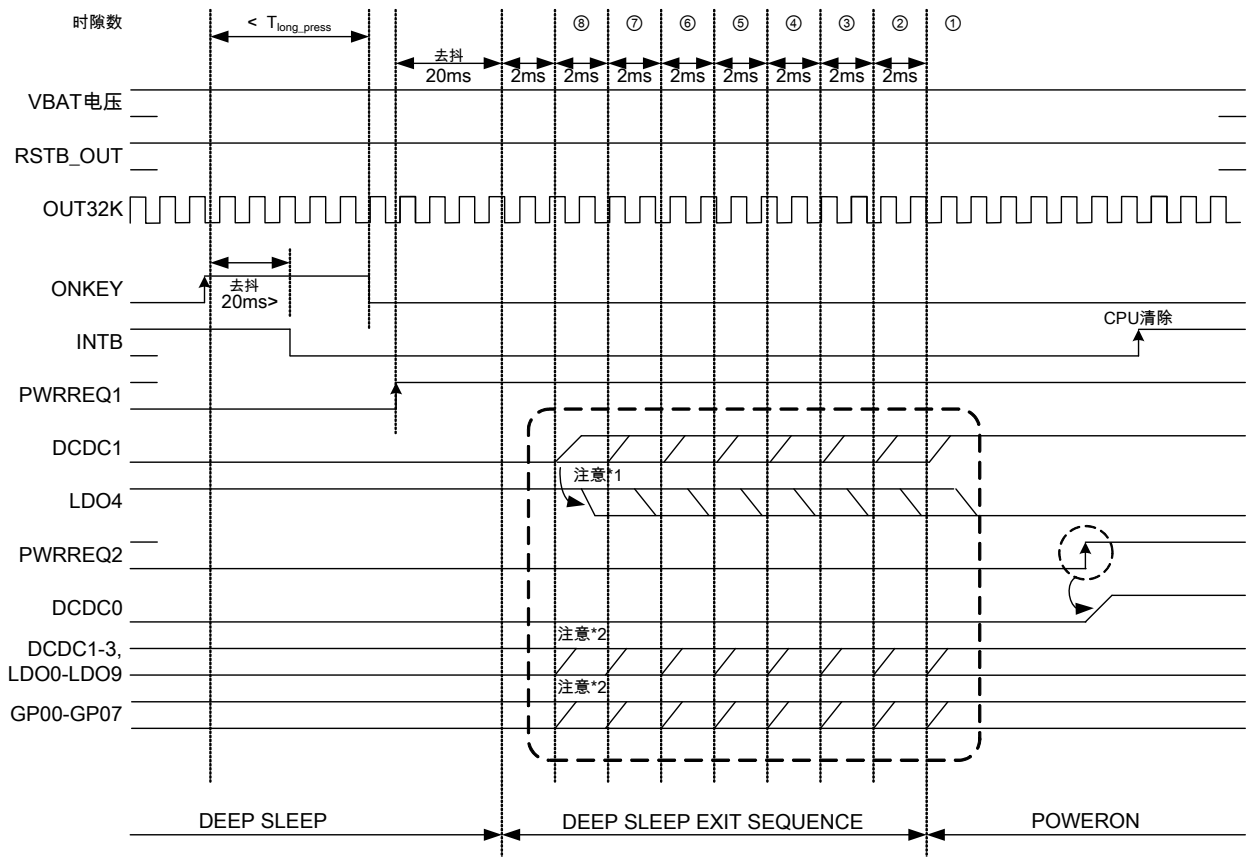 时隙数
< Tlong_press
⑧ ⑦ ⑥ ⑤ ④ ③ ② ①
去抖
20ms 2ms 2ms 2ms 2ms 2ms 2ms 2ms 2ms
VBAT电压
RSTB_OUT
OUT32K
ONKEY
去抖
20ms>
INTB
CPU清除
PWRREQ1
DCDC1
注意*1
LDO4
PWRREQ2
DCDC0
注意*2
DCDC1-3,
LDO0-LDO9
注意*2
GP00-GP07
DEEP SLEEP
DEEP SLEEP EXIT SEQUENCE
POWERON